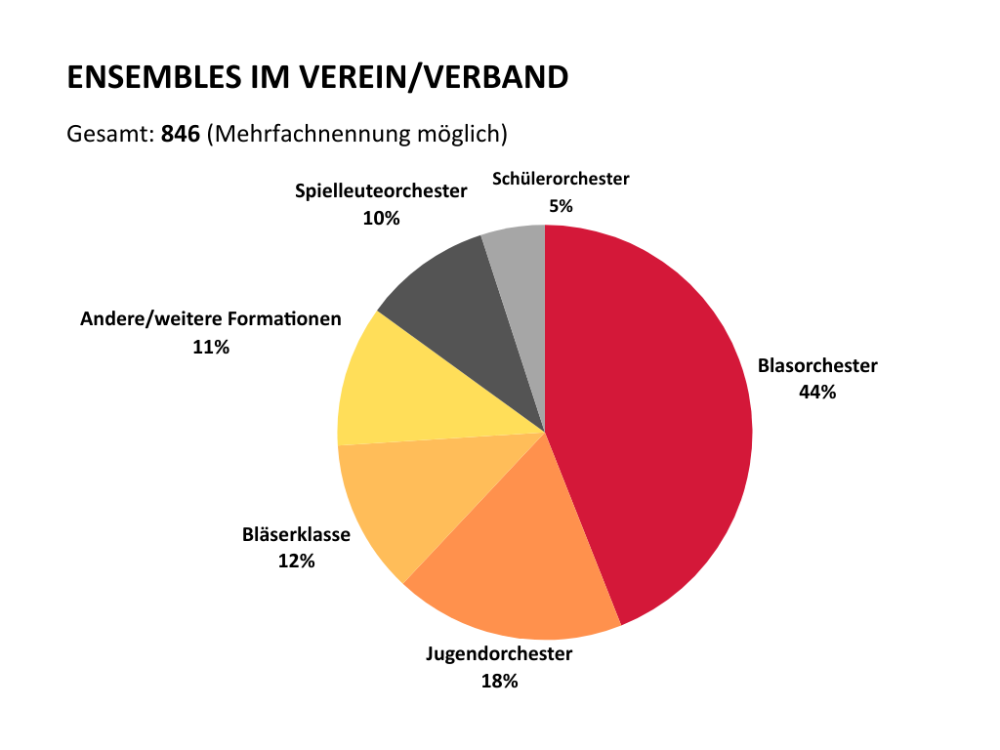 ENSEMBLES IM VEREIN/VERBAND
Gesamt: 846 (Mehrfachnennung möglich)
Schülerorchester
5%
Spielleuteorchester
10%
Andere/weitere Formationen
11%
Blasorchester
44%
Bläserklasse
12%
Jugendorchester
18%